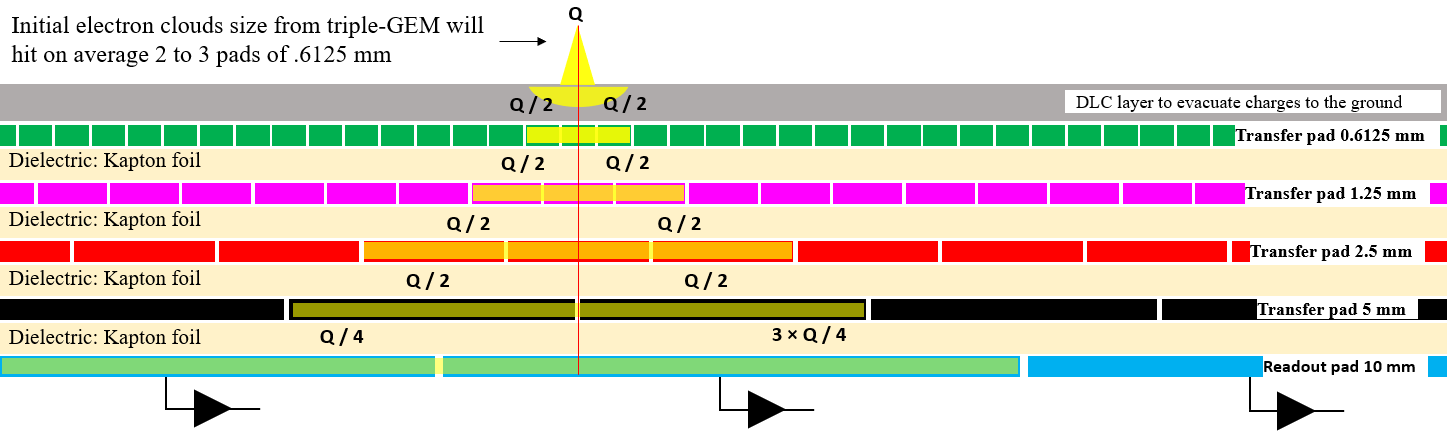 Q
Initial electron clouds size from triple-GEM will
hit on average 2 to 3 pads of .6125 mm
Q / 2 Q / 2
DLC layer to evacuate charges to the ground
Transfer pad 0.6125 mm
Dielectric: Kapton foil
Q / 2 Q / 2
Transfer pad 1.25 mm
Dielectric: Kapton foil
Q / 2 Q / 2
Transfer pad 2.5 mm
Dielectric: Kapton foil
Q / 2 Q / 2
Transfer pad 5 mm
Dielectric: Kapton foil
Q / 4 3 × Q / 4
Readout pad 10 mm